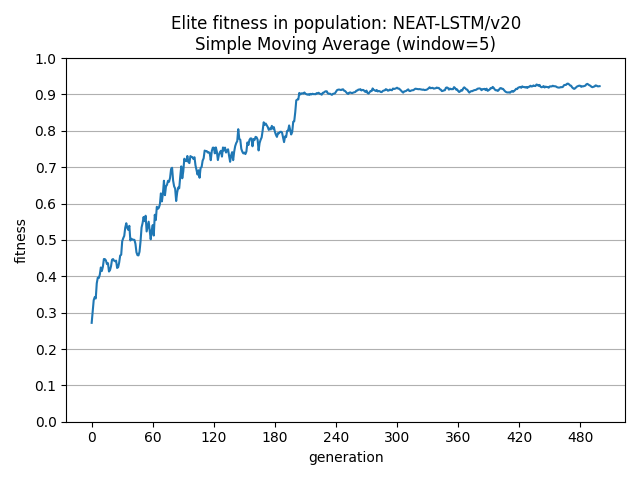 Elite fitness in population: NEAT-LSTM/v20
Simple Moving Average (window=5)
1.0
0.9
0.8
0.7
0.6
0.5
0.4
0.3
0.2
0.1
0.0
fitness
0 60 120 180 240 300 360 420 480
generation